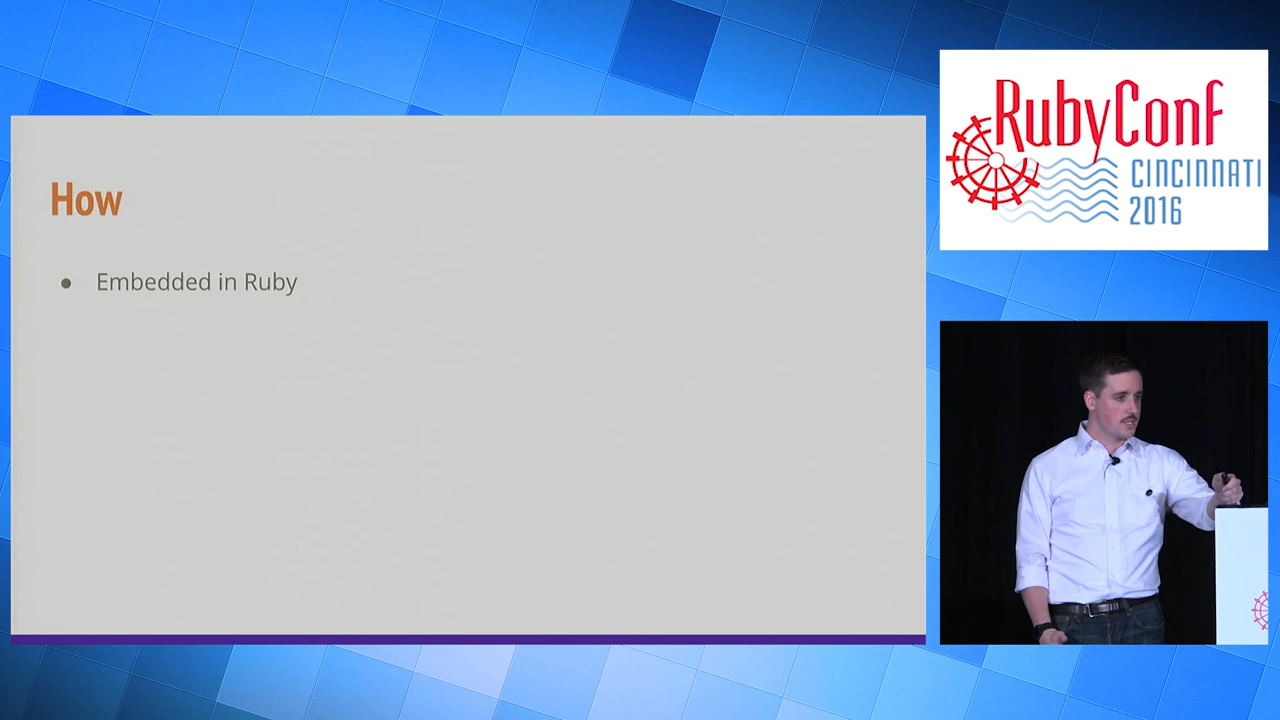 How
● Embedded in Ruby
RubyConf
CINCINNATI
2016